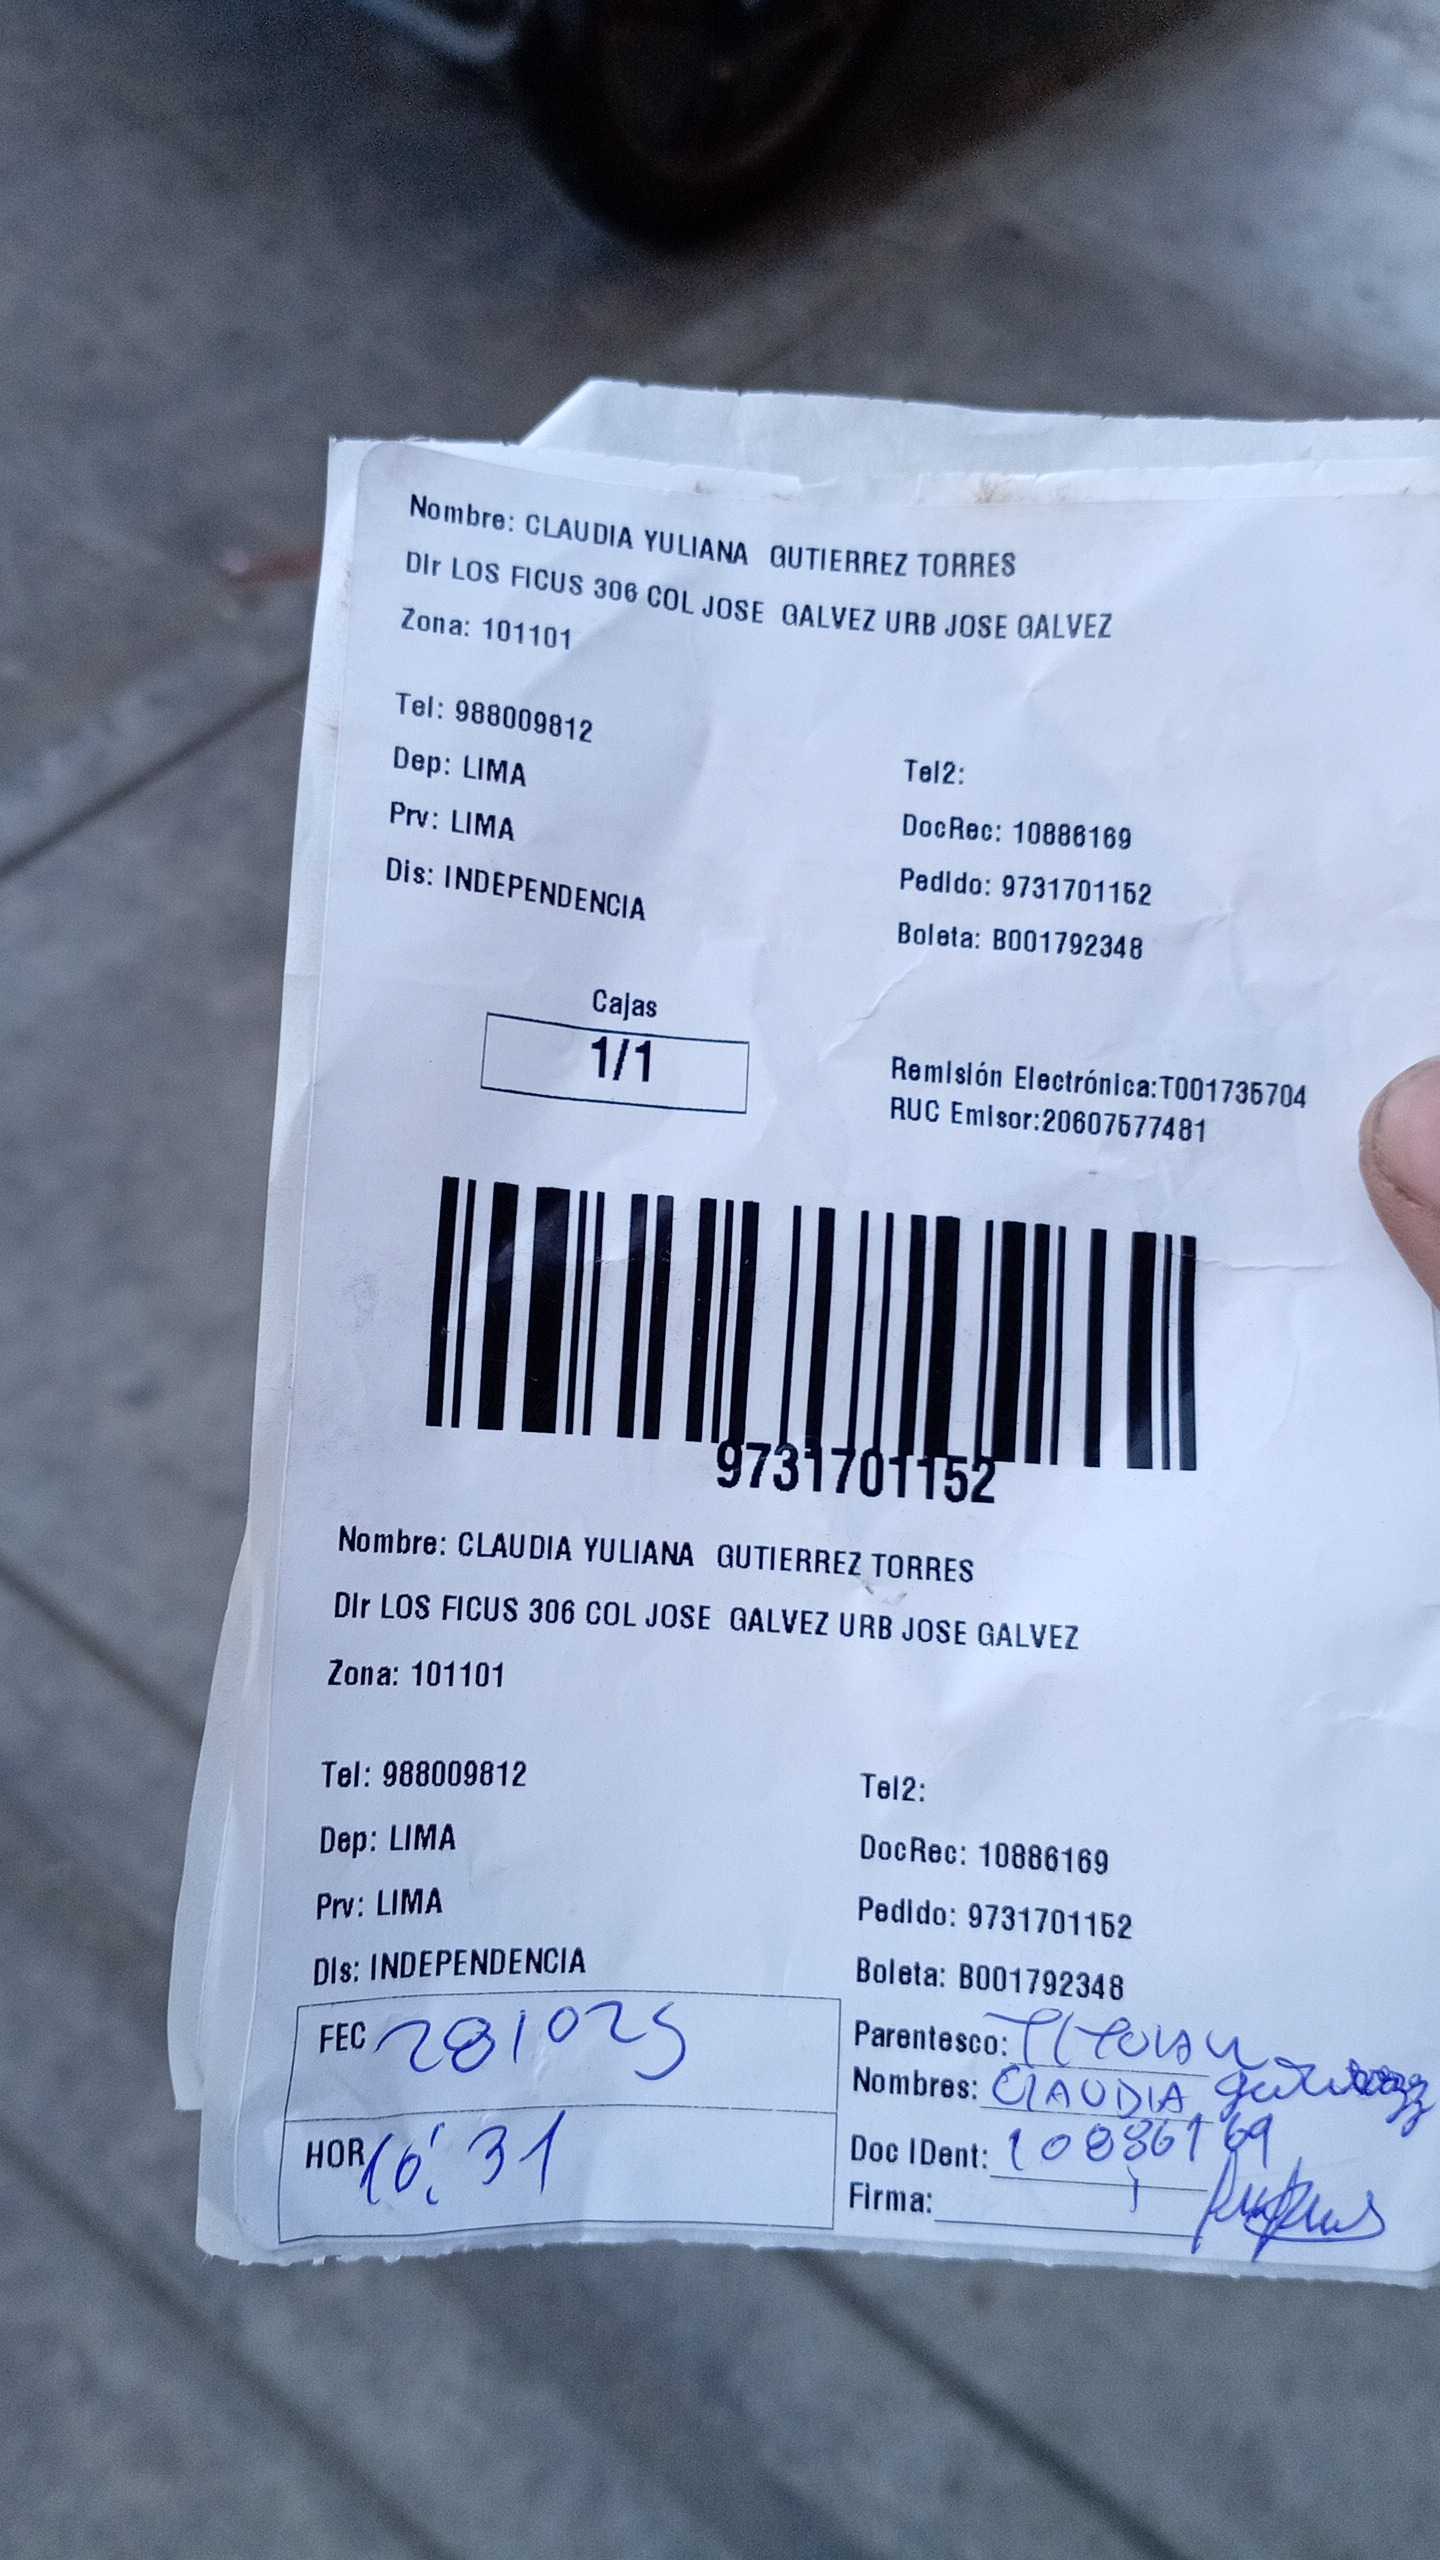 Nombre: CLAUDIA YULIANA GUTIERREZ TORRES
Dir LOS FICUS 306 COL JOSE GALVEZ URB JOSE GALVEZ
Zona: 101101
Tel: 988009812
Tel2:
Dep: LIMA
DocRec: 10886169
Prv: LIMA
Pedido: 9731701152
Dis: INDEPENDENCIA
Boleta: B001792348
Cajas
1/1
Remisión Electrónica:T001735704
RUC Emisor:20607577481
9731701152
Nombre: CLAUDIA YULIANA GUTIERREZ TORRES
Dir LOS FICUS 306 COL JOSE GALVEZ URB JOSE GALVEZ
Zona: 101101
Tel: 988009812
Tel2:
Dep: LIMA
DocRec: 10886169
Prv: LIMA
Pedido: 9731701152
Dis: INDEPENDENCIA
Boleta: B001792348
FEC 281025
Parentesco: TITULAR
Nombres: CLAUDIA
HOR 16:31
Doc IDent: 10886169
Firma: